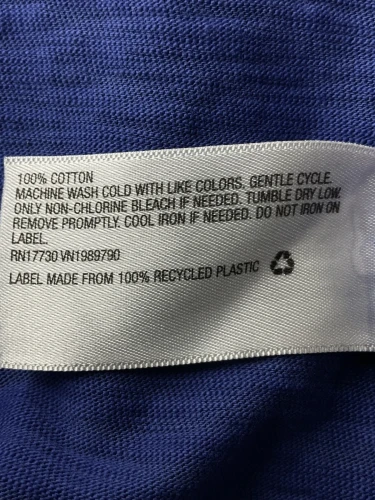 100% COTTON
MACHINE WASH COLD WITH LIKE COLORS. GENTLE CYCLE.
ONLY NON-CHLORINE BLEACH IF NEEDED. TUMBLE DRY LOW.
REMOVE PROMPTLY. COOL IRON IF NEEDED. DO NOT IRON ON
LABEL.
RN17730 VN1989790
LABEL MADE FROM 100% RECYCLED PLASTIC